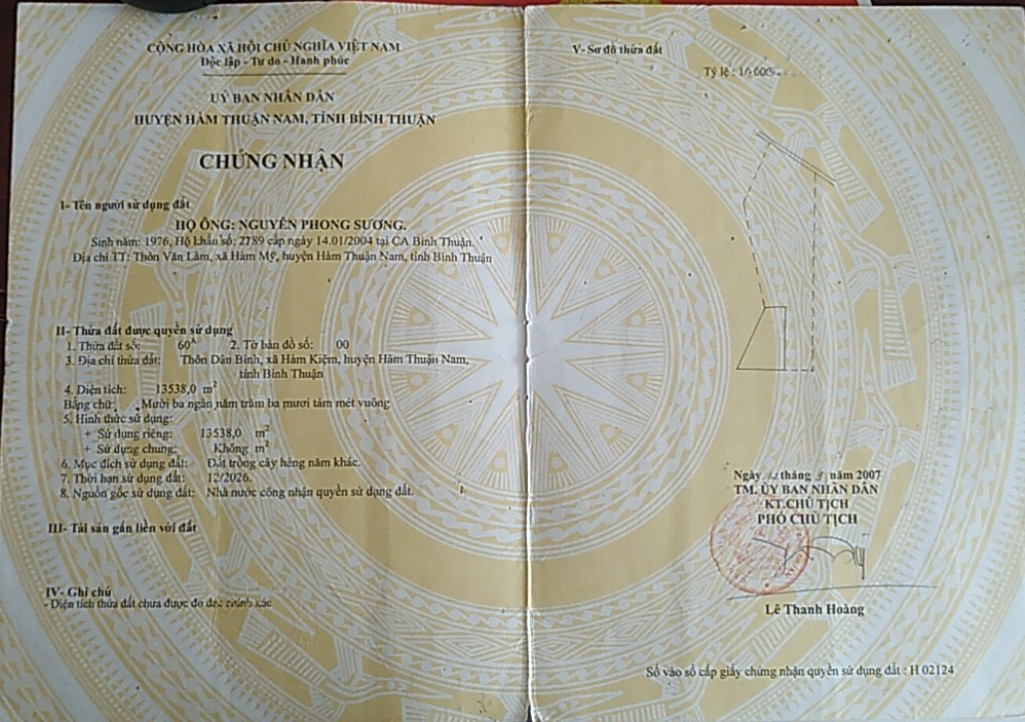 CỘNG HÒA XÃ HỘI CHỦ NGHĨA VIỆT NAM
Độc lập - Tự do - Hạnh phúc
UỶ BAN NHÂN DÂN
HUYỆN HÀM THUẬN NAM, TỈNH BÌNH THUẬN
CHỨNG NHẬN
I- Tên người sử dụng đất
HỘ ÔNG: NGUYỄN PHONG SƯƠNG.
Sinh năm: 1976, Hộ khẩu số: 2789 cấp ngày 14.01/2004 tại CA Bình Thuận.
Địa chỉ TT: Thôn Văn Lâm, xã Hàm Mỹ, huyện Hàm Thuận Nam, tỉnh Bình Thuận
II- Thửa đất được quyền sử dụng
1. Thửa đất số: 60ᴬ 2. Tờ bản đồ số: 00
3. Địa chỉ thửa đất: Thôn Dân Bình, xã Hàm Kiệm, huyện Hàm Thuận Nam,
tỉnh Bình Thuận
4. Diện tích: 13538,0 m²
Bằng chữ: Mười ba ngàn năm trăm ba mươi tám mét vuông
5. Hình thức sử dụng:
+ Sử dụng riêng: 13538,0 m²
+ Sử dụng chung: Không m²
6. Mục đích sử dụng đất: Đất trồng cây hàng năm khác.
7. Thời hạn sử dụng đất: 12/2026.
8. Nguồn gốc sử dụng đất: Nhà nước công nhận quyền sử dụng đất.
III- Tài sản gắn liền với đất
IV- Ghi chú
- Diện tích thửa đất chưa được đo đạc chính xác
V- Sơ đồ thửa đất
Tỷ lệ :
Ngày tháng năm 2007
TM. ỦY BAN NHÂN DÂN
KT.CHỦ TỊCH
PHÓ CHỦ TỊCH
Lê Thanh Hoàng
Số vào sổ cấp giấy chứng nhận quyền sử dụng đất : H 02124